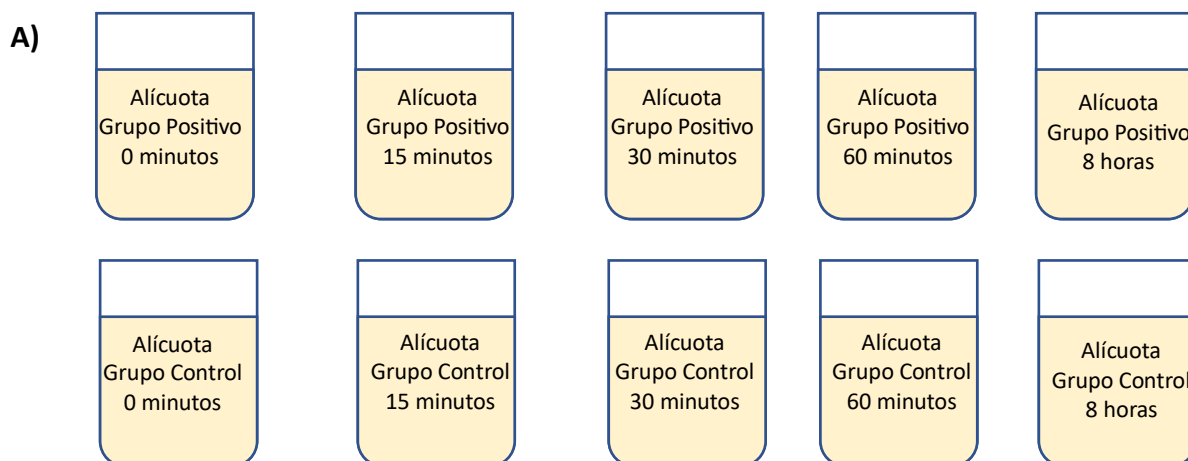 A)
Alícuota
Grupo Positivo
0 minutos
Alícuota
Grupo Positivo
15 minutos
Alícuota
Grupo Positivo
30 minutos
Alícuota
Grupo Positivo
60 minutos
Alícuota
Grupo Positivo
8 horas
Alícuota
Grupo Control
0 minutos
Alícuota
Grupo Control
15 minutos
Alícuota
Grupo Control
30 minutos
Alícuota
Grupo Control
60 minutos
Alícuota
Grupo Control
8 horas